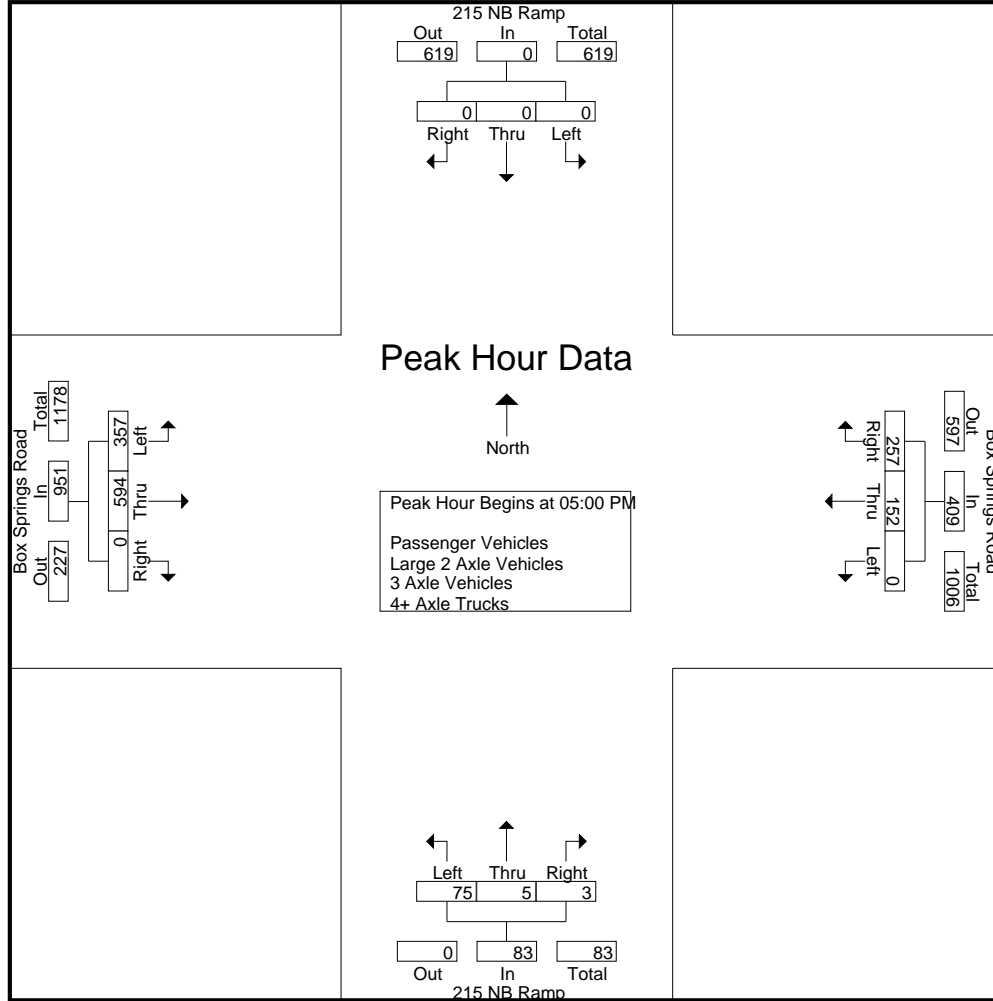 215 NB Ramp
Out In Total
619 0 619
0 0 0
Right Thru Left
Peak Hour Data
North
Peak Hour Begins at 05:00 PM
Passenger Vehicles
Large 2 Axle Vehicles
3 Axle Vehicles
4+ Axle Trucks
Box Springs Road
Out In Total
227 951 1178
Right Thru Left
0 594 357
Box Springs Road
Out In Total
597 409 1006
257 152 0
Right Thru Left
Left Thru Right
75 5 3
0 83 83
Out In Total
215 NB Ramp